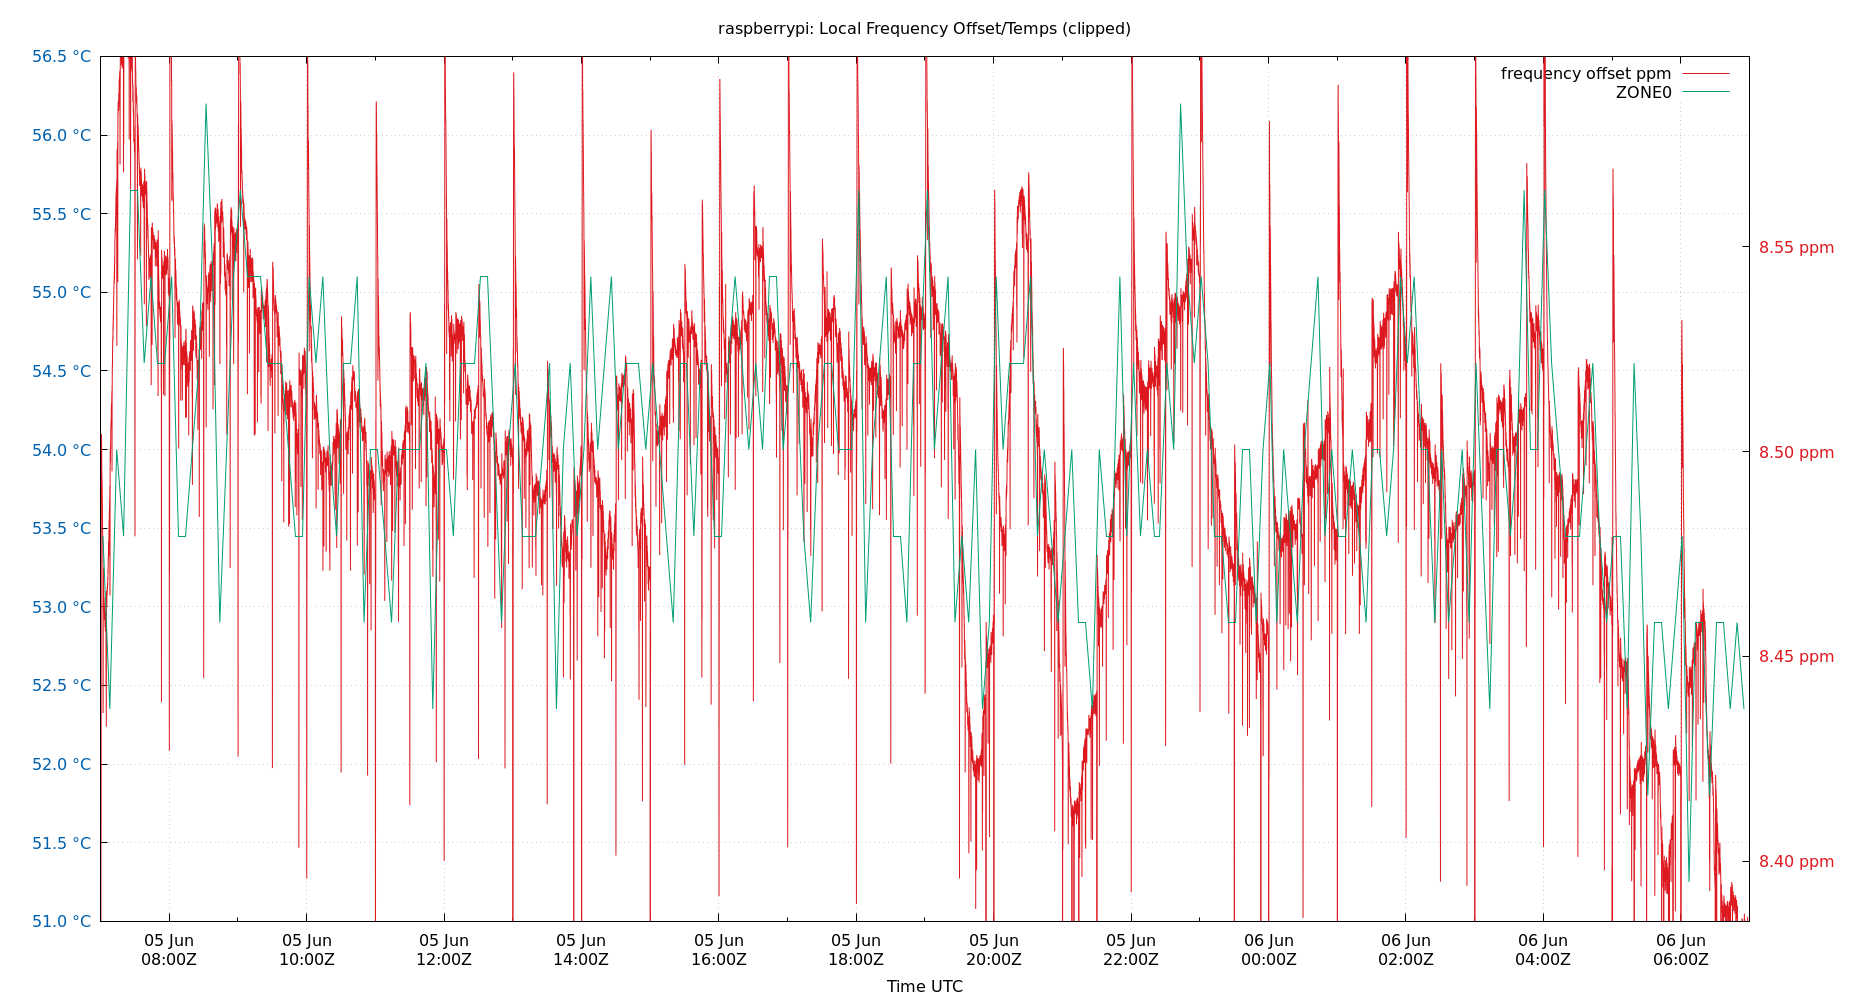 raspberrypi: Local Frequency Offset/Temps (clipped)
frequency offset ppm
ZONE0
56.5 °C
56.0 °C
55.5 °C
55.0 °C
54.5 °C
54.0 °C
53.5 °C
53.0 °C
52.5 °C
52.0 °C
51.5 °C
51.0 °C
8.55 ppm
8.50 ppm
8.45 ppm
8.40 ppm
05 Jun
08:00Z
05 Jun
10:00Z
05 Jun
12:00Z
05 Jun
14:00Z
05 Jun
16:00Z
05 Jun
18:00Z
05 Jun
20:00Z
05 Jun
22:00Z
06 Jun
00:00Z
06 Jun
02:00Z
06 Jun
04:00Z
06 Jun
06:00Z
Time UTC